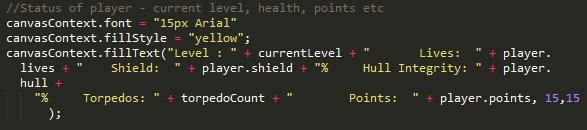 //Status of player - current level, health, points etc
canvasContext.font = "15px Arial"
canvasContext.fillStyle = "yellow";
canvasContext.fillText("Level : " + currentLevel + "        Lives:  " + player.
lives + "    Shield:  " + player.shield + "%     Hull Integrity: " + player.
hull +
"%     Torpedos: " + torpedoCount + "         Points:  " + player.points, 15,15
);